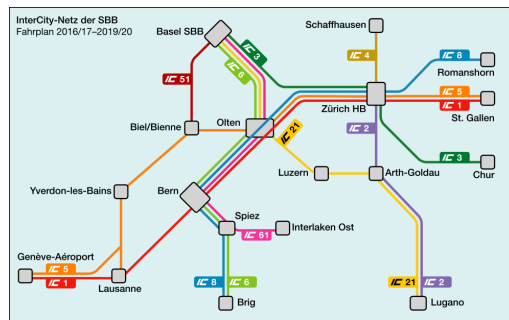 InterCity-Netz der SBB
Fahrplan 2016/17–2019/20
Schaffhausen
Basel SBB
IC 3
IC 4
IC 8
Romanshorn
IC 6
IC 51
IC 5
St. Gallen
IC 1
Zürich HB
Olten
IC 21
Biel/Bienne
IC 2
IC 3
Chur
Luzern
Arth-Goldau
Yverdon-les-Bains
Bern
Spiez
Interlaken Ost
IC 61
Genève-Aéroport
IC 5
IC 1
Lausanne
IC 8
IC 6
IC 21
IC 2
Brig
Lugano